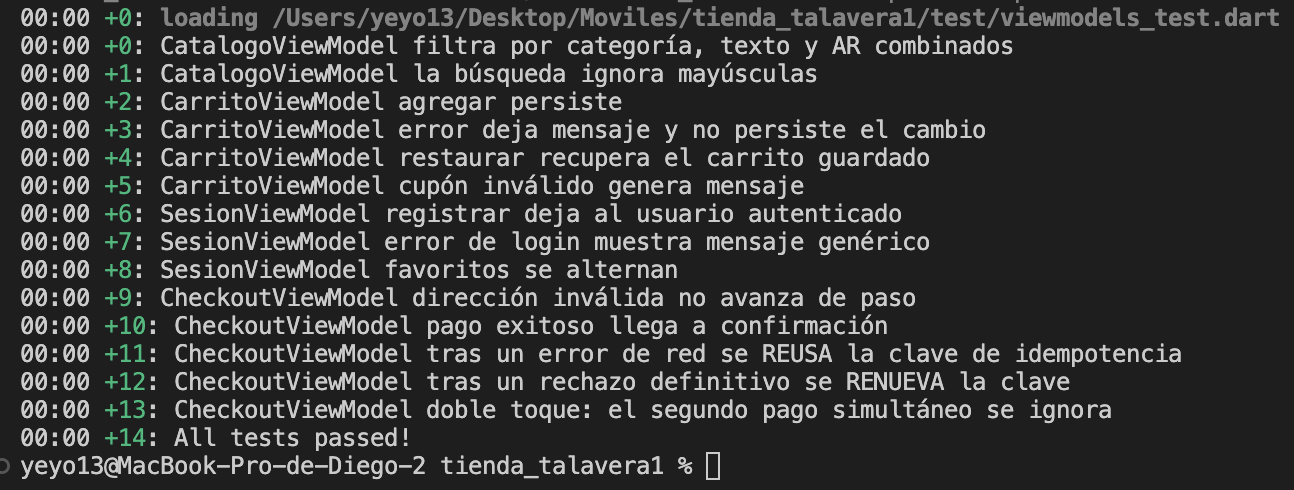 00:00 +0: loading /Users/yeyo13/Desktop/Moviles/tienda_talavera1/test/viewmodels_test.dart
00:00 +0: CatalogoViewModel filtra por categoría, texto y AR combinados
00:00 +1: CatalogoViewModel la búsqueda ignora mayúsculas
00:00 +2: CarritoViewModel agregar persiste
00:00 +3: CarritoViewModel error deja mensaje y no persiste el cambio
00:00 +4: CarritoViewModel restaurar recupera el carrito guardado
00:00 +5: CarritoViewModel cupón inválido genera mensaje
00:00 +6: SesionViewModel registrar deja al usuario autenticado
00:00 +7: SesionViewModel error de login muestra mensaje genérico
00:00 +8: SesionViewModel favoritos se alternan
00:00 +9: CheckoutViewModel dirección inválida no avanza de paso
00:00 +10: CheckoutViewModel pago exitoso llega a confirmación
00:00 +11: CheckoutViewModel tras un error de red se REUSA la clave de idempotencia
00:00 +12: CheckoutViewModel tras un rechazo definitivo se RENUEVA la clave
00:00 +13: CheckoutViewModel doble toque: el segundo pago simultáneo se ignora
00:00 +14: All tests passed!
yeyo13@MacBook-Pro-de-Diego-2 tienda_talavera1 %